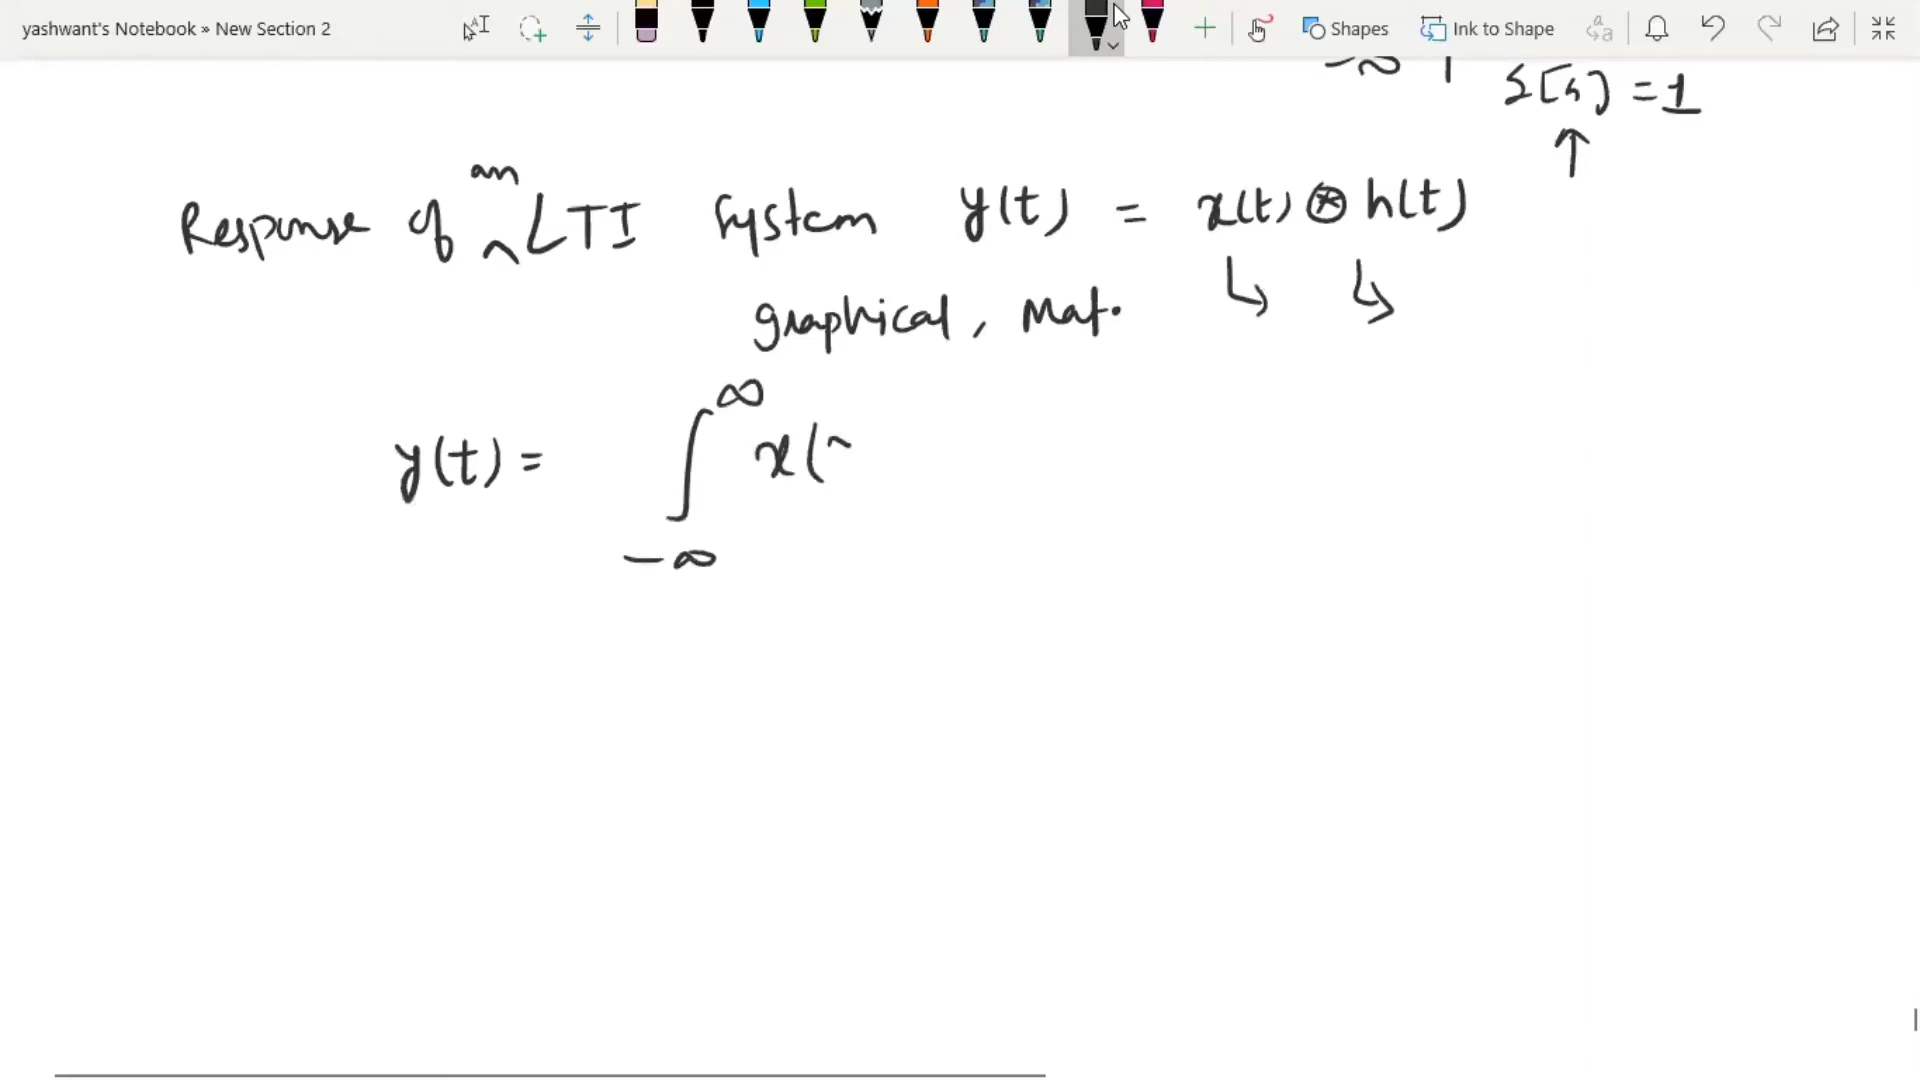 yashwant's Notebook » New Section 2 Shapes Ink to Shape
-∞
δ[n] = 1
an
Response of ^ LTI System y(t) = x(t) ⊛ h(t)
graphical, Mat.
y(t) = ∫ -∞ ∞ x(